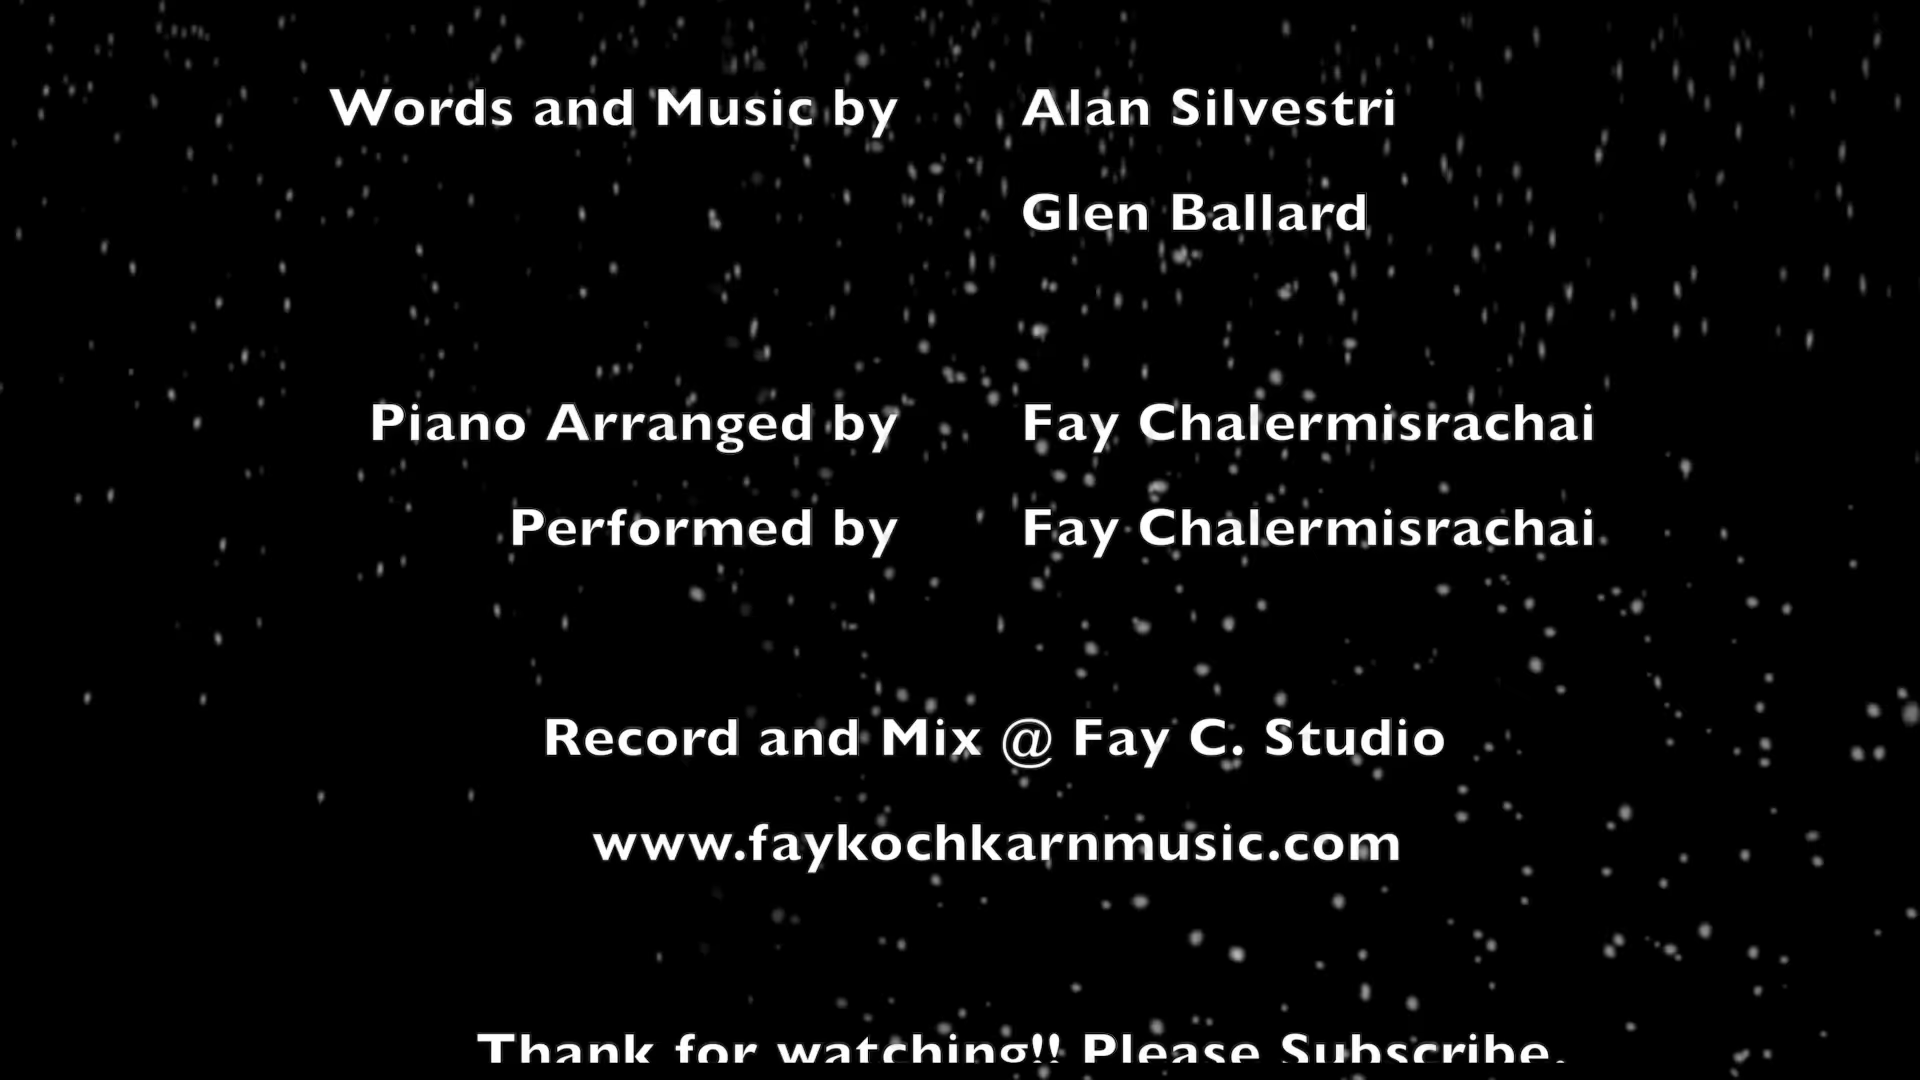 Words and Music by Alan Silvestri
Glen Ballard
Piano Arranged by Fay Chalermisrachai
Performed by Fay Chalermisrachai
Record and Mix @ Fay C. Studio
www.faykochkarnmusic.com
Thank for watching!! Please Subscribe.